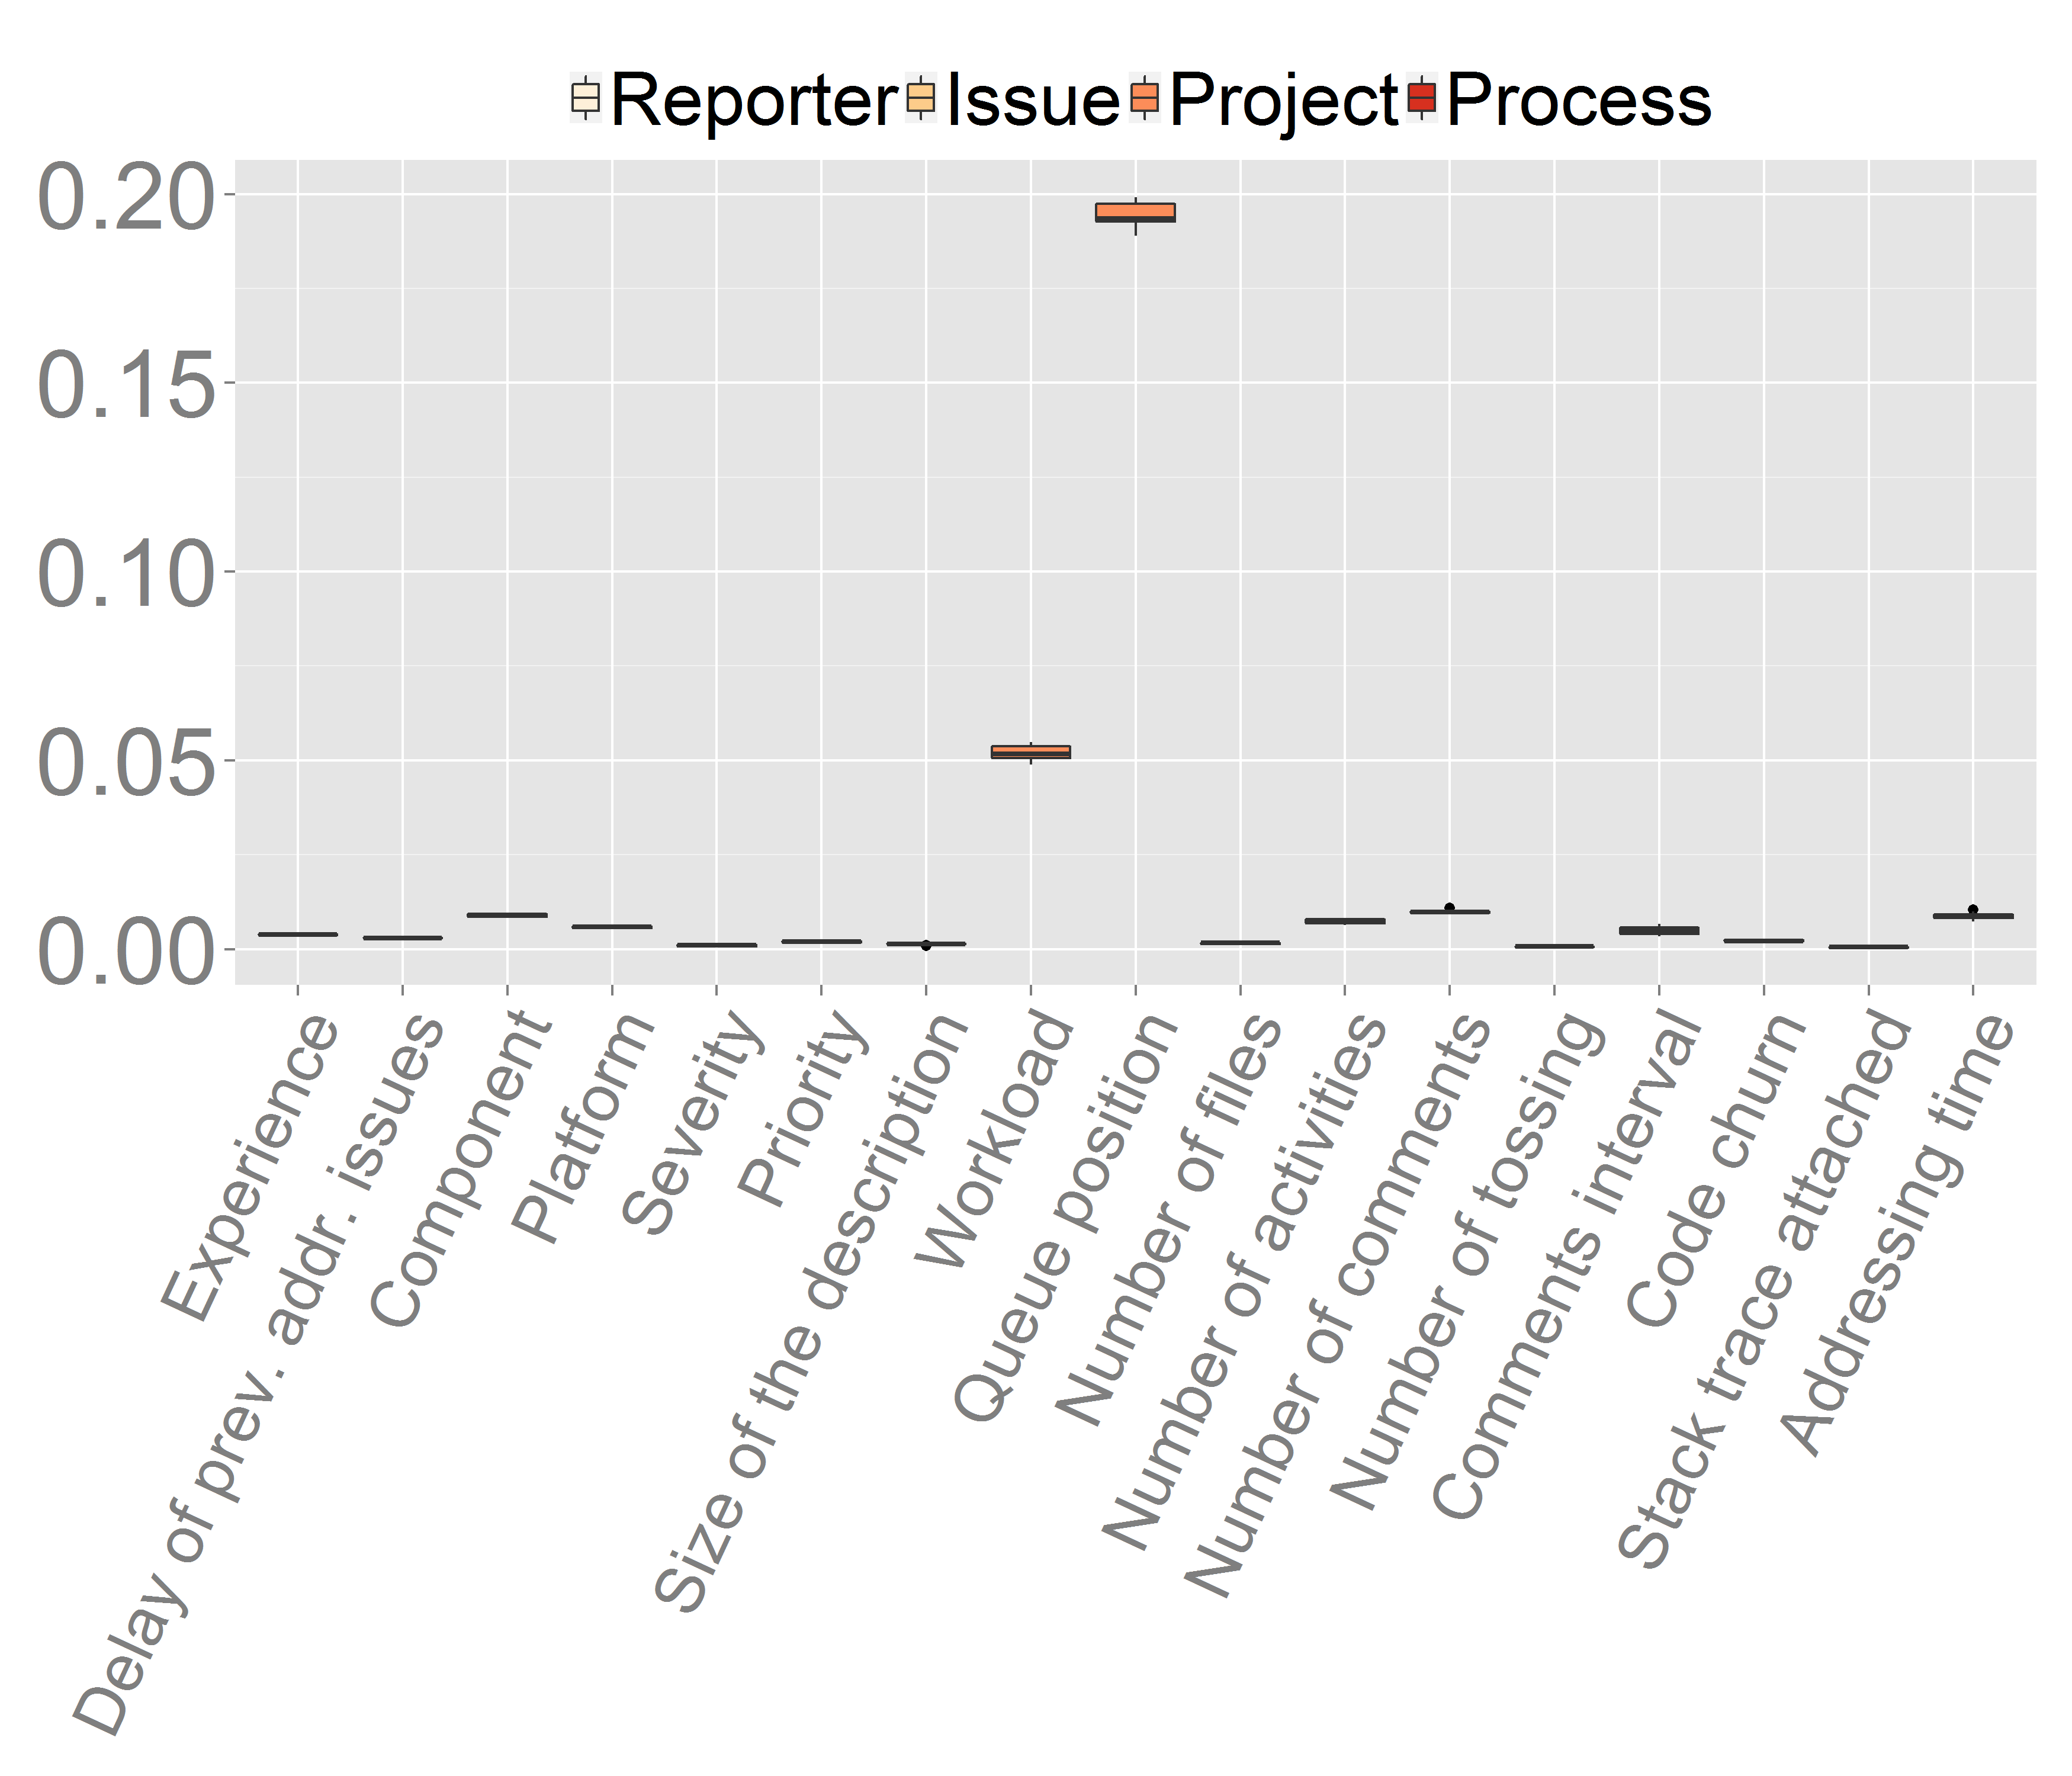 Reporter Issue Project Process
0.20
0.15
0.10
0.05
0.00
Experience
Delay of prev. addr. issues
Component
Platform
Severity
Priority
Size of the description
Workload
Queue position
Number of files
Number of activities
Number of comments
Number of tossing
Comments interval
Code churn
Stack trace attached
Addressing time